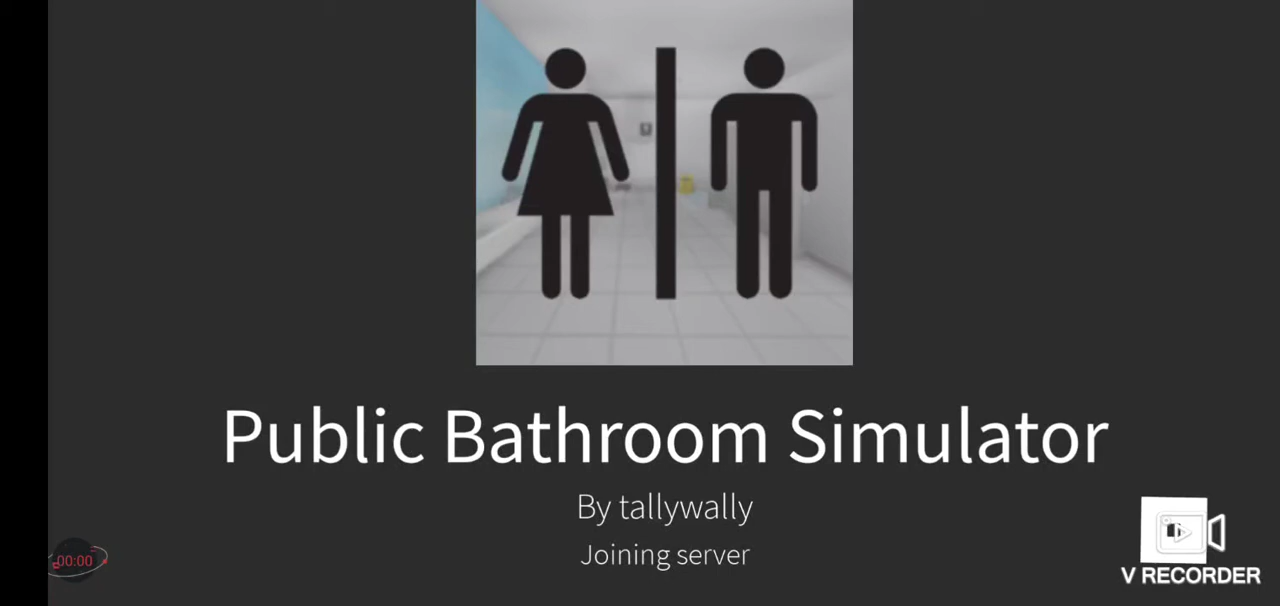 Public Bathroom Simulator
By tallywally
Joining server
00:00
V RECORDER